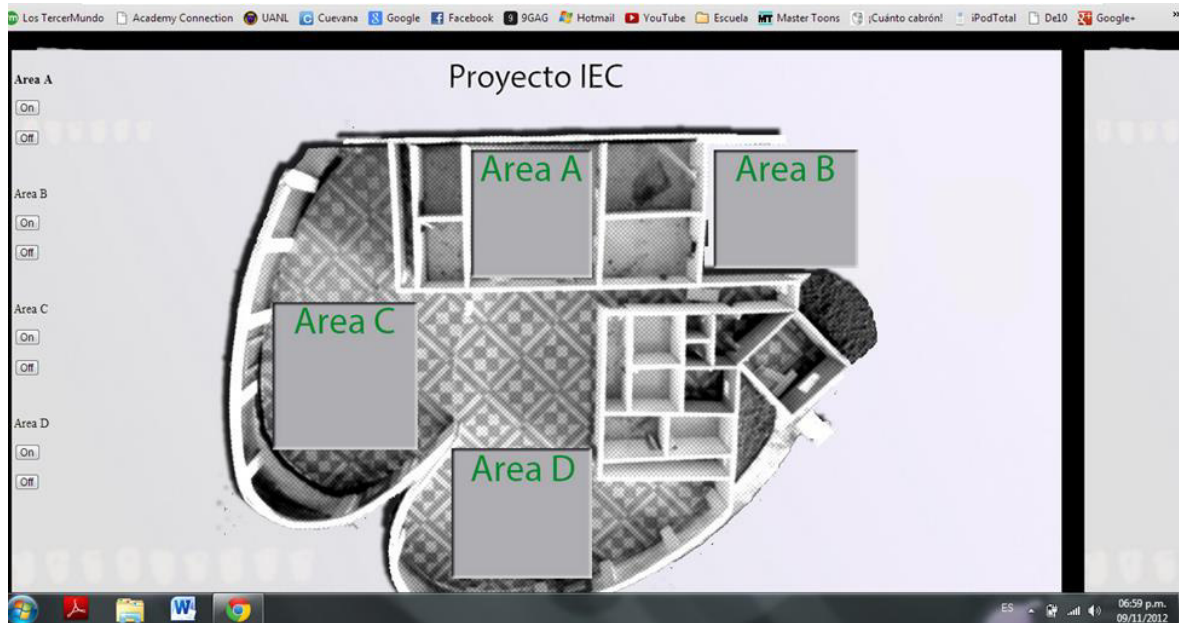 Los TercerMundo Academy Connection UANL Cuevana Google Facebook 9GAG Hotmail YouTube Escuela Master Toons ¡Cuánto cabrón! iPodTotal De10 Google+ »
Proyecto IEC
Area A
On
Off
Area B
On
Off
Area C
On
Off
Area D
On
Off
Area A
Area B
Area C
Area D
ES
06:59 p.m.
09/11/2012